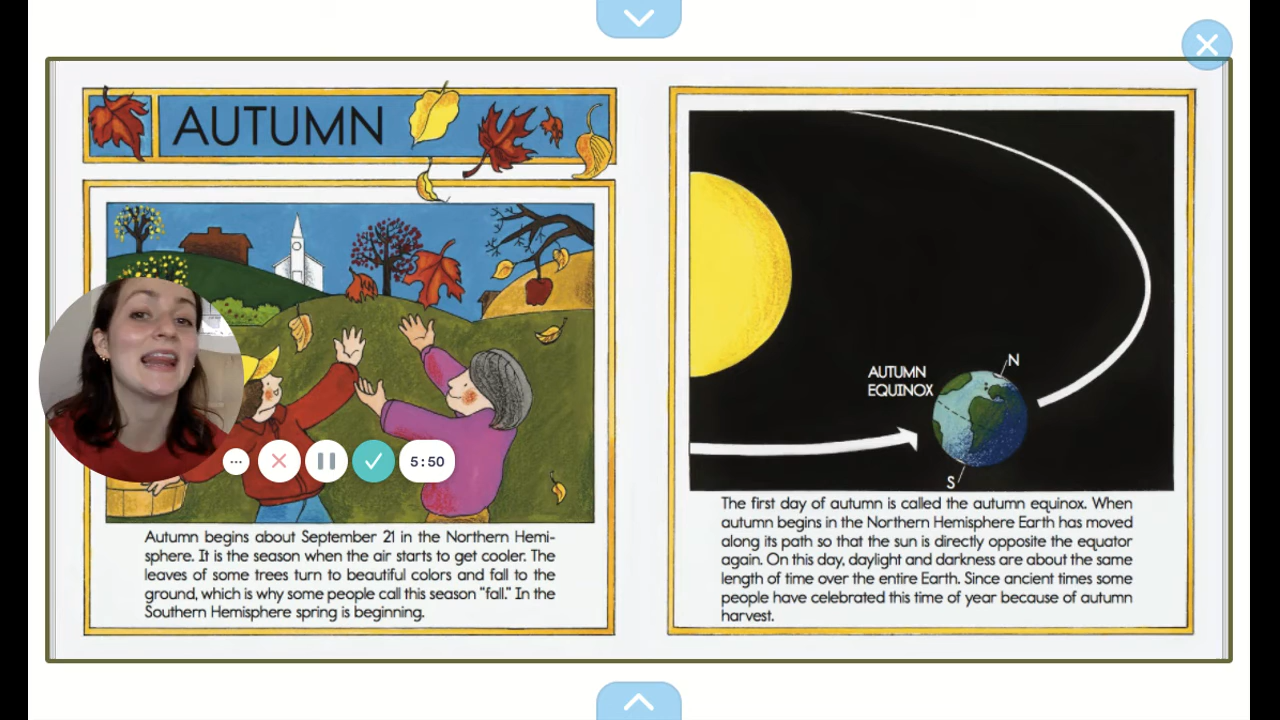 AUTUMN
Autumn begins about September 21 in the Northern Hemi-
sphere. It is the season when the air starts to get cooler. The
leaves of some trees turn to beautiful colors and fall to the
ground, which is why some people call this season "fall." In the
Southern Hemisphere spring is beginning.
5:50
N
AUTUMN
EQUINOX
S
The first day of autumn is called the autumn equinox. When
autumn begins in the Northern Hemisphere Earth has moved
along its path so that the sun is directly opposite the equator
again. On this day, daylight and darkness are about the same
length of time over the entire Earth. Since ancient times some
people have celebrated this time of year because of autumn
harvest.